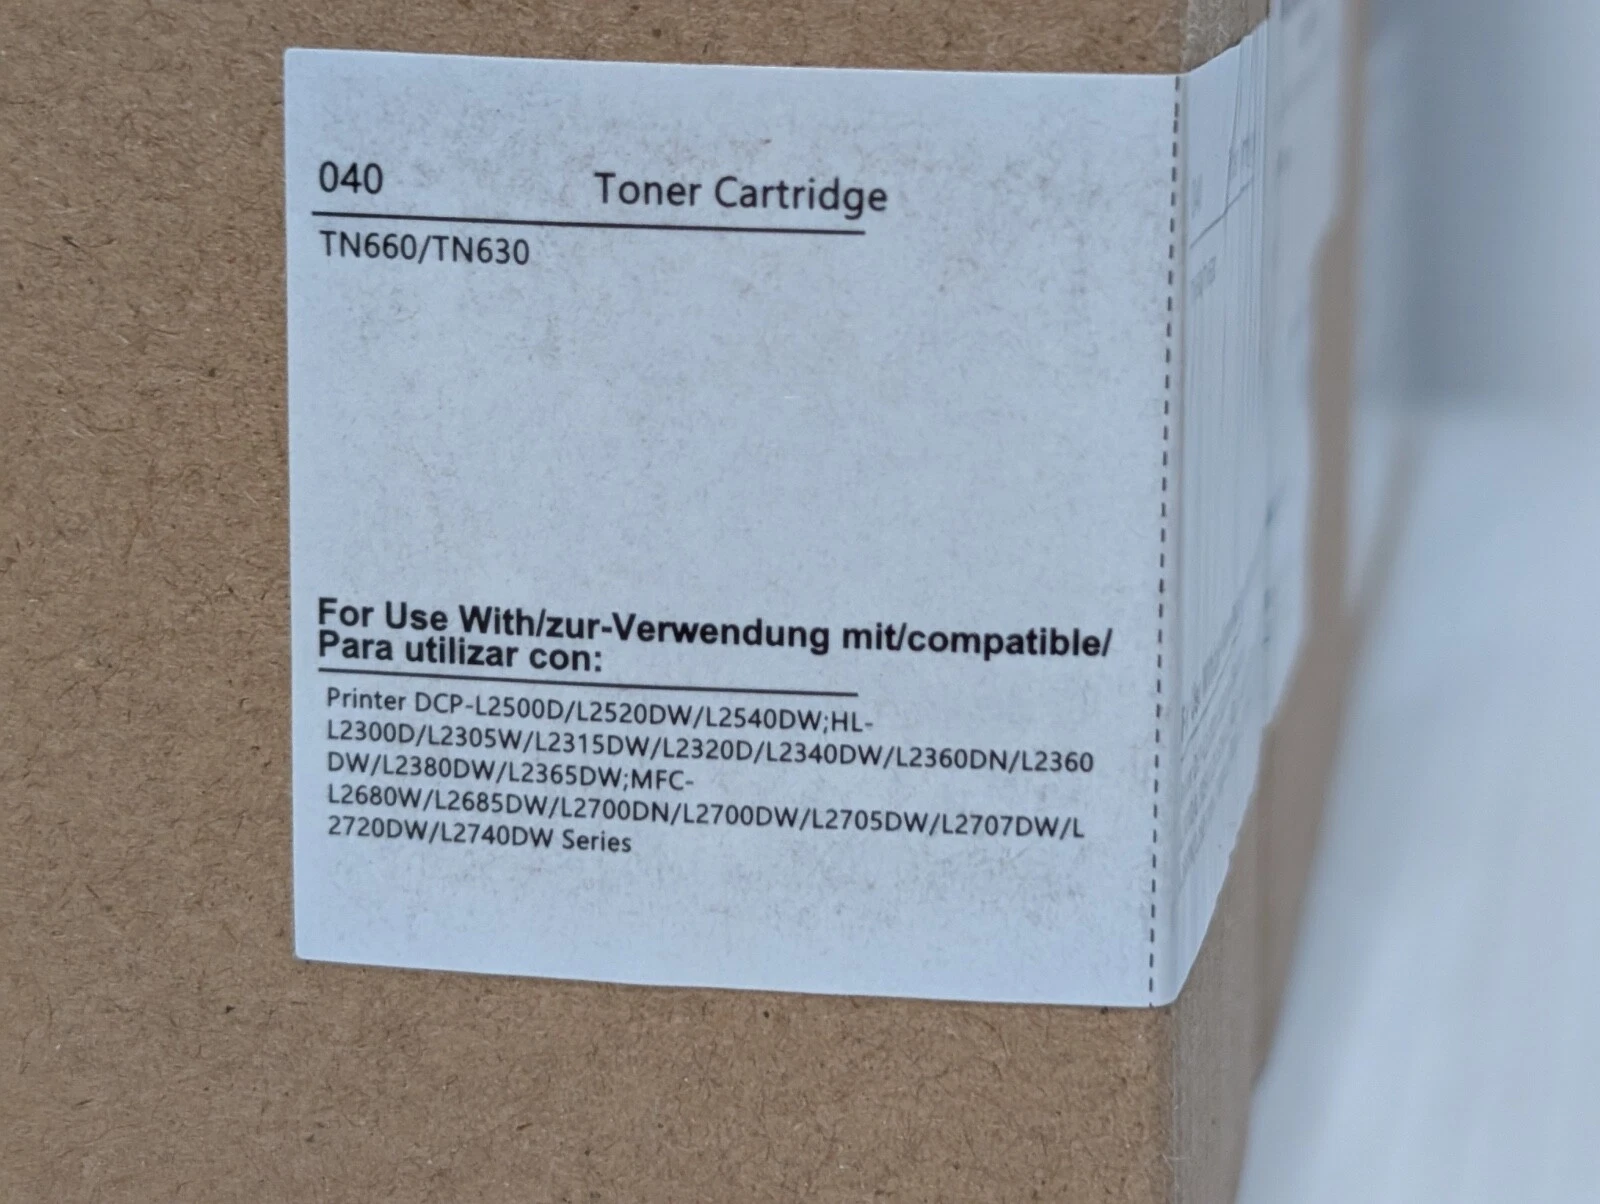 040 Toner Cartridge
TN660/TN630
For Use With/zur-Verwendung mit/compatible/
Para utilizar con:
Printer DCP-L2500D/L2520DW/L2540DW;HL-
L2300D/L2305W/L2315DW/L2320D/L2340DW/L2360DN/L2360
DW/L2380DW/L2365DW;MFC-
L2680W/L2685DW/L2700DN/L2700DW/L2705DW/L2707DW/L
2720DW/L2740DW Series